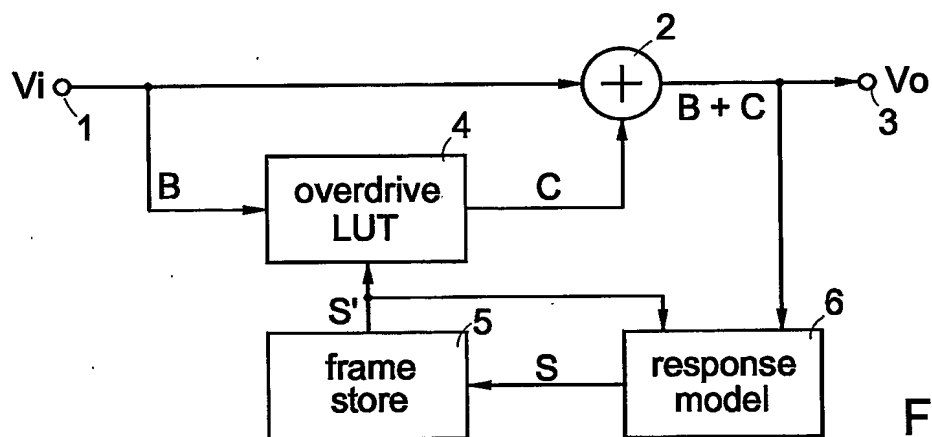 2
Vi
1
B + C
3
Vo
4
B
overdrive
LUT
C
S'
5
6
frame
store
S
response
model
F